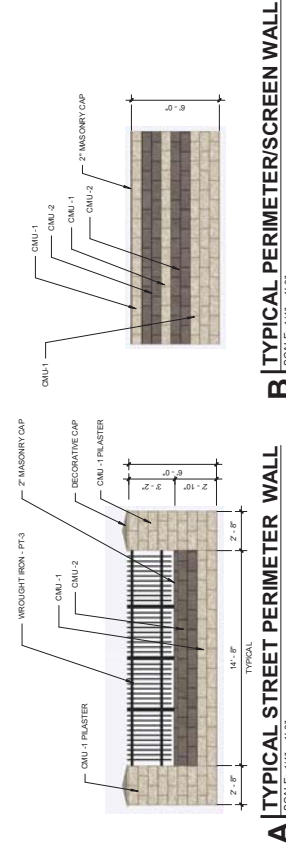 WROUGHT IRON - PT-3
CMU -1
CMU -2
2" MASONRY CAP
DECORATIVE CAP
CMU -1 PILASTER
CMU -1 PILASTER
3' - 2"
2' - 10"
6' - 0"
2' - 8"
14' - 8"
TYPICAL
2' - 8"
A TYPICAL STREET PERIMETER WALL
CMU -1
CMU -2
CMU -1
CMU -2
2" MASONRY CAP
CMU-1
6' - 0"
B TYPICAL PERIMETER/SCREEN WALL